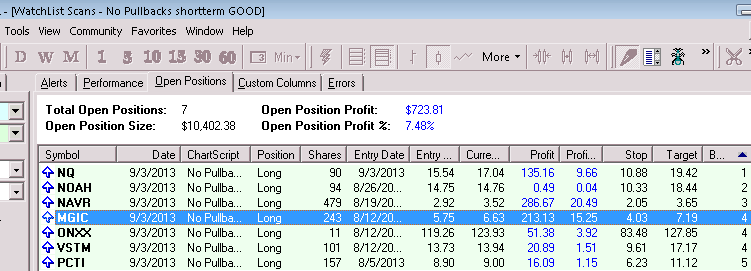 - [WatchList Scans - No Pullbacks shortterm GOOD]
Tools View Community Favorites Window Help
D W M 1 5 10 15 30 60 Min More » »
Alerts Performance Open Positions Custom Columns Errors
Total Open Positions: 7 Open Position Profit: $723.81
Open Position Size: $10,402.38 Open Position Profit %: 7.48%
Symbol Date ChartScript Position Shares Entry Date Entry ... Curre... Profit Profi... Stop Target B...
NQ 9/3/2013 No Pullba... Long 90 9/3/2013 15.54 17.04 135.16 9.66 10.88 19.42 1
NOAH 9/3/2013 No Pullba... Long 94 8/26/20... 14.75 14.76 0.49 0.04 10.33 18.44 2
NAVR 9/3/2013 No Pullba... Long 479 8/19/20... 2.92 3.52 286.67 20.49 2.05 3.65 3
MGIC 9/3/2013 No Pullba... Long 243 8/12/20... 5.75 6.63 213.13 15.25 4.03 7.19 4
ONXX 9/3/2013 No Pullba... Long 11 8/12/20... 119.26 123.93 51.38 3.92 83.48 127.85 4
VSTM 9/3/2013 No Pullba... Long 101 8/12/20... 13.73 13.94 20.89 1.51 9.61 17.17 4
PCTI 9/3/2013 No Pullba... Long 157 8/5/2013 8.90 9.00 16.09 1.15 6.23 11.12 5